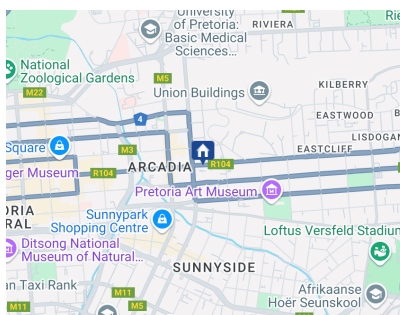 University
of Pretoria:
Basic Medical
Sciences...
RIVIERA
Rie
National
Zoological Gardens
M5
M22
Union Buildings
KILBERRY
4
EASTWOOD
B
LISDOGAN
Square
M3
EASTCLIFF
R104
ger Museum
R104
ARCADIA
Pretoria Art Museum
ORIA
RAL
Sunnypark
Shopping Centre
Ditsong National
Museum of Natural...
Loftus Versfeld Stadium
SUNNYSIDE
an Taxi Rank
M11
M11
M5
Afrikaanse
Hoër Seunskool